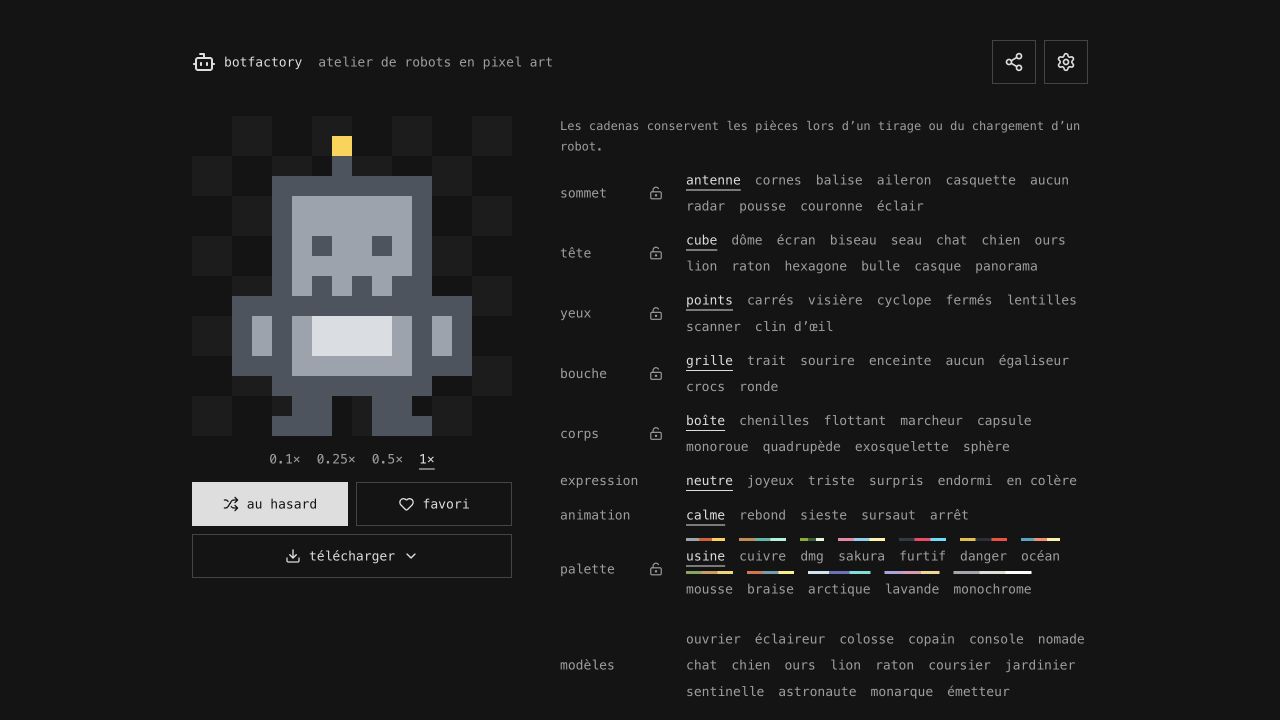 botfactory atelier de robots en pixel art
Les cadenas conservent les pièces lors d’un tirage ou du chargement d’un
robot.
sommet antenne cornes balise aileron casquette aucun
radar pousse couronne éclair
tête cube dôme écran biseau seau chat chien ours
lion raton hexagone bulle casque panorama
yeux points carrés visière cyclope fermés lentilles
scanner clin d’œil
bouche grille trait sourire enceinte aucun égaliseur
crocs ronde
corps boîte chenilles flottant marcheur capsule
monoroue quadrupède exosquelette sphère
expression neutre joyeux triste surpris endormi en colère
animation calme rebond sieste sursaut arrêt
palette usine cuivre dmg sakura furtif danger océan
mousse braise arctique lavande monochrome
modèles ouvrier éclaireur colosse copain console nomade
chat chien ours lion raton coursier jardinier
sentinelle astronaute monarque émetteur
0.1× 0.25× 0.5× 1×
au hasard favori
télécharger